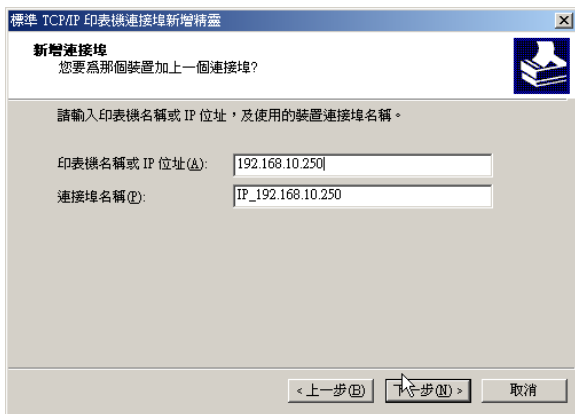 標準 TCP/IP 印表機連接埠新增精靈
新增連接埠
您要為那個裝置加上一個連接埠?
請輸入印表機名稱或 IP 位址，及使用的裝置連接埠名稱。
印表機名稱或 IP 位址(A): 192.168.10.250
連接埠名稱(P): IP_192.168.10.250
<上一步(B) 下一步(N)> 取消